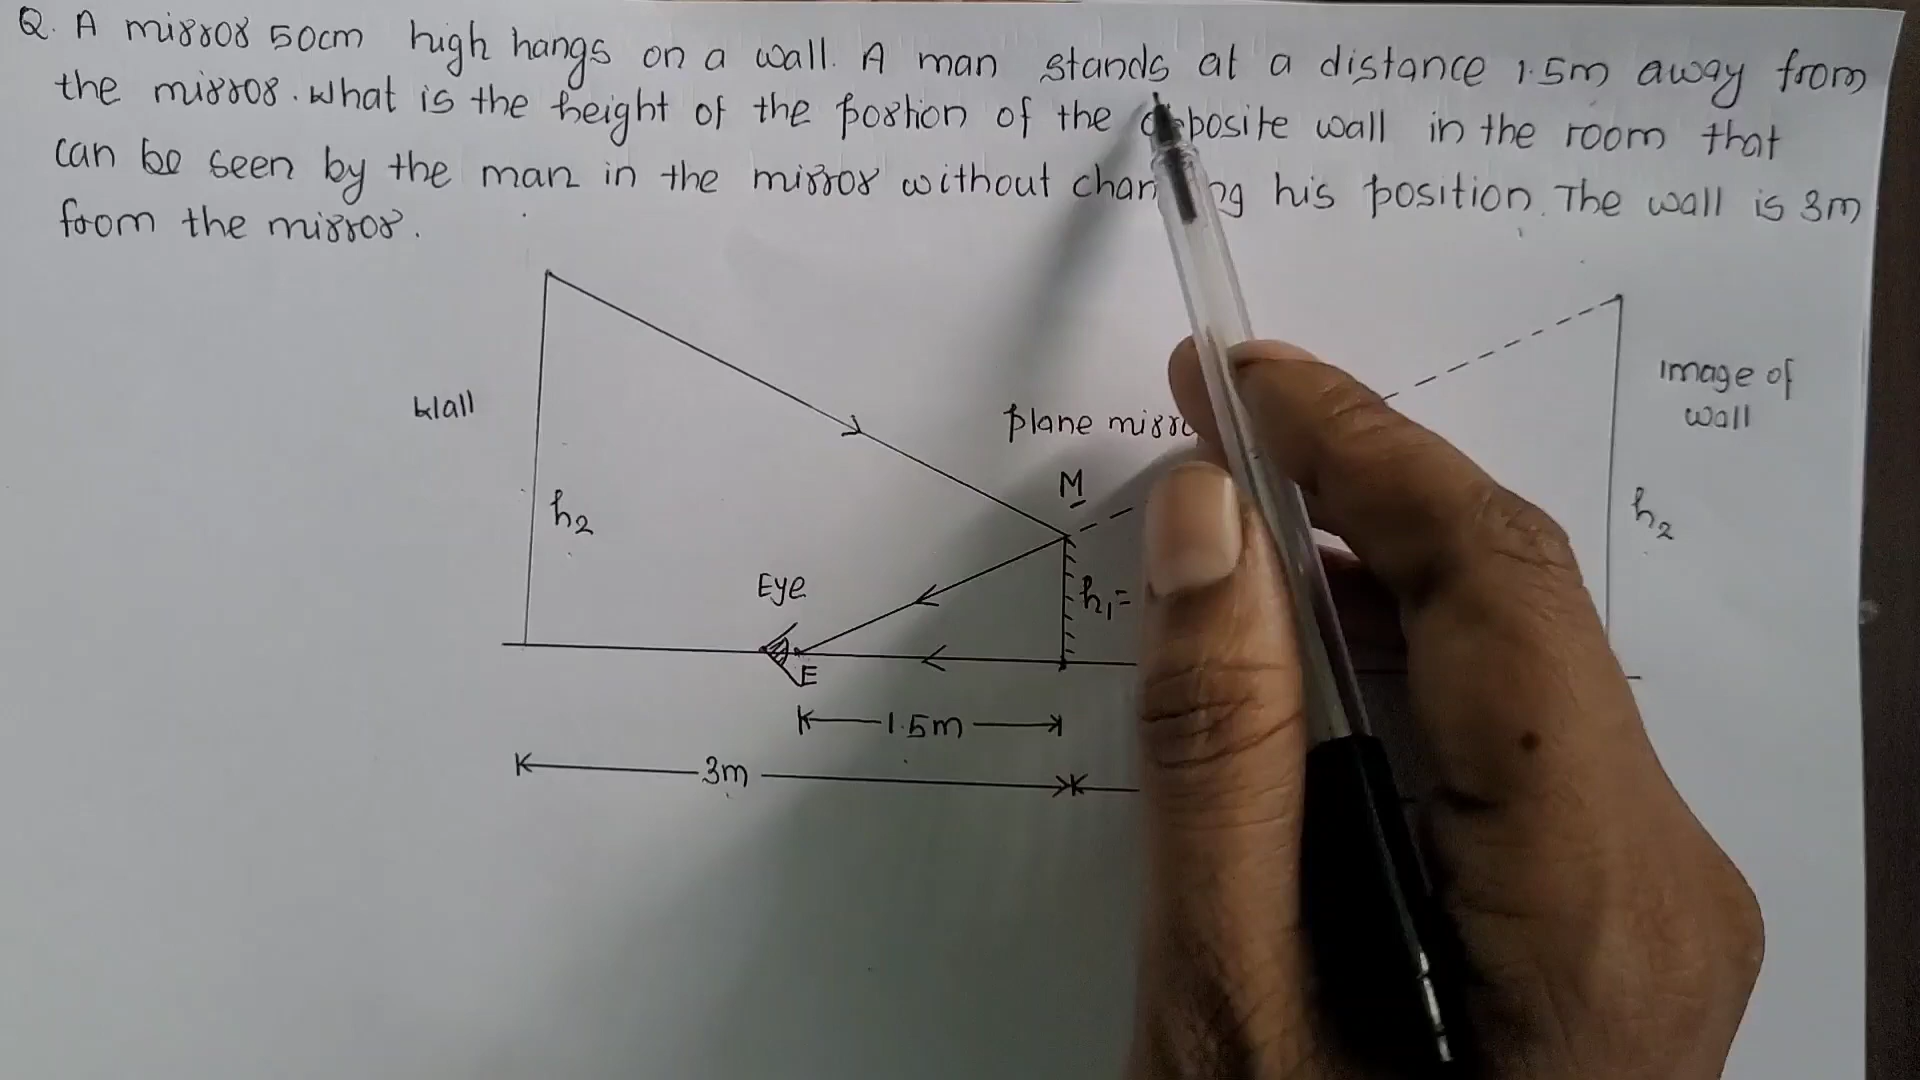 Q. A mirror 50cm high hangs on a wall. A man stands at a distance 1.5m away from
the mirror. What is the height of the portion of the opposite wall in the room that
can be seen by the man in the mirror without changing his position. The wall is 3m
from the mirror.
Wall
h2
Eye
E
plane mirror
M
h1=
Image of
wall
h2
1.5m
3m